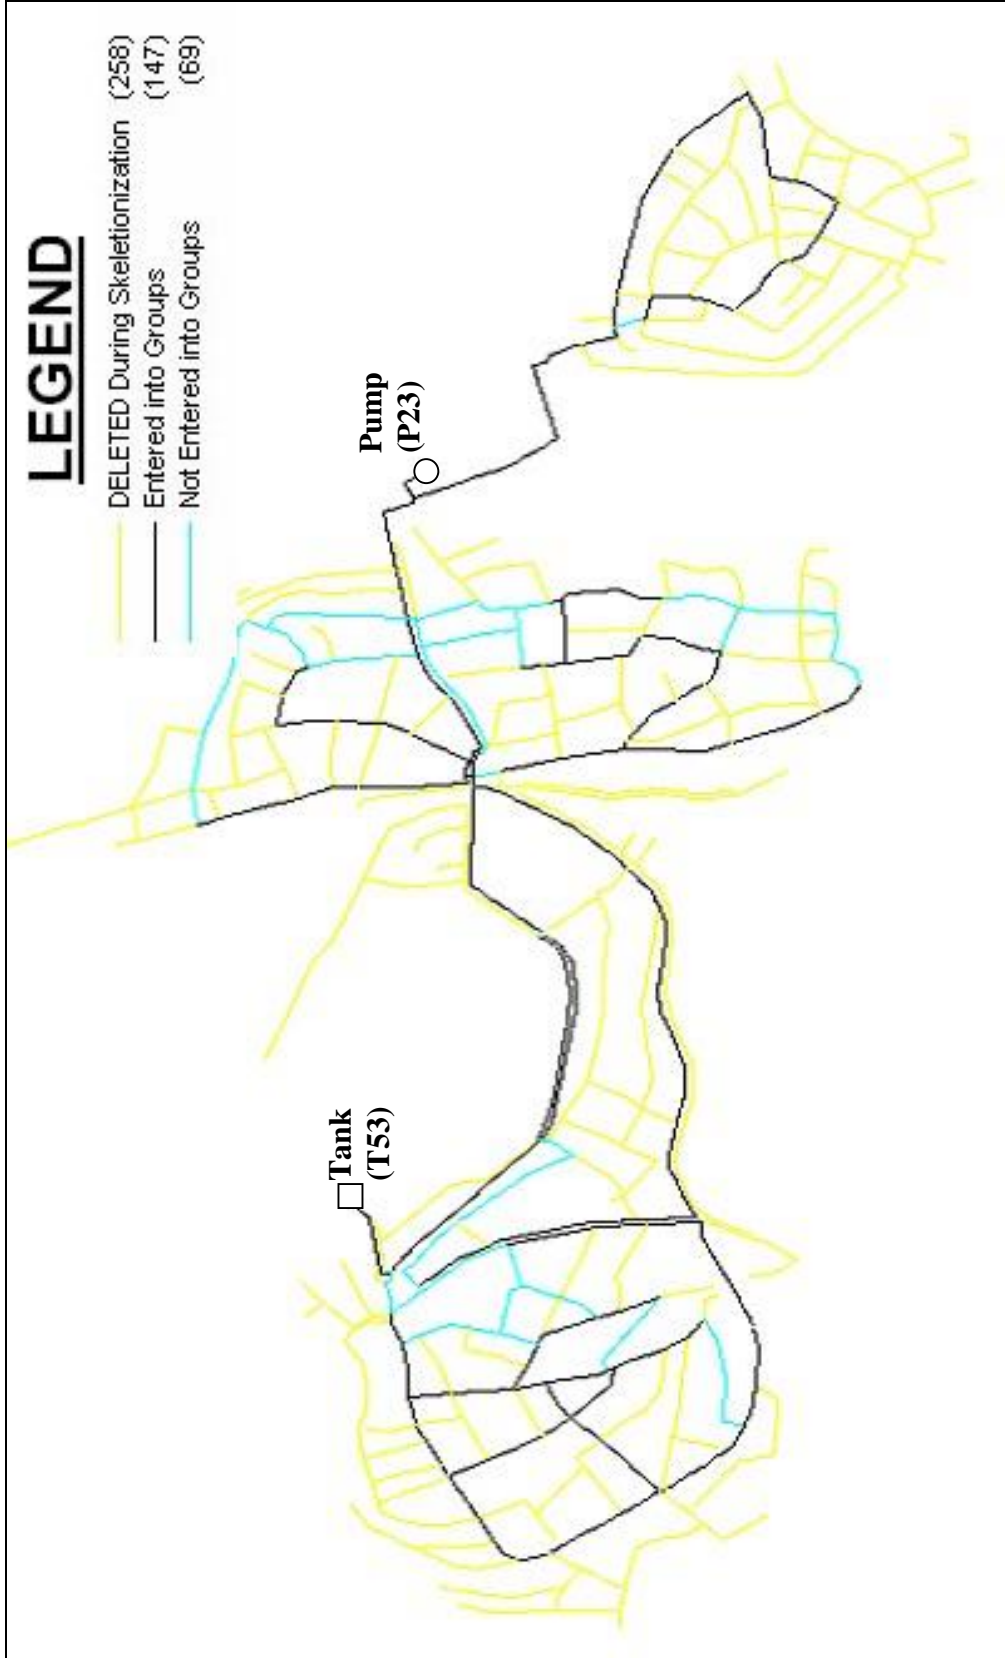 LEGEND
DELETED During Skeletionization (258)
Entered into Groups (147)
Not Entered into Groups (69)
Pump
(P23)
Tank
(T53)